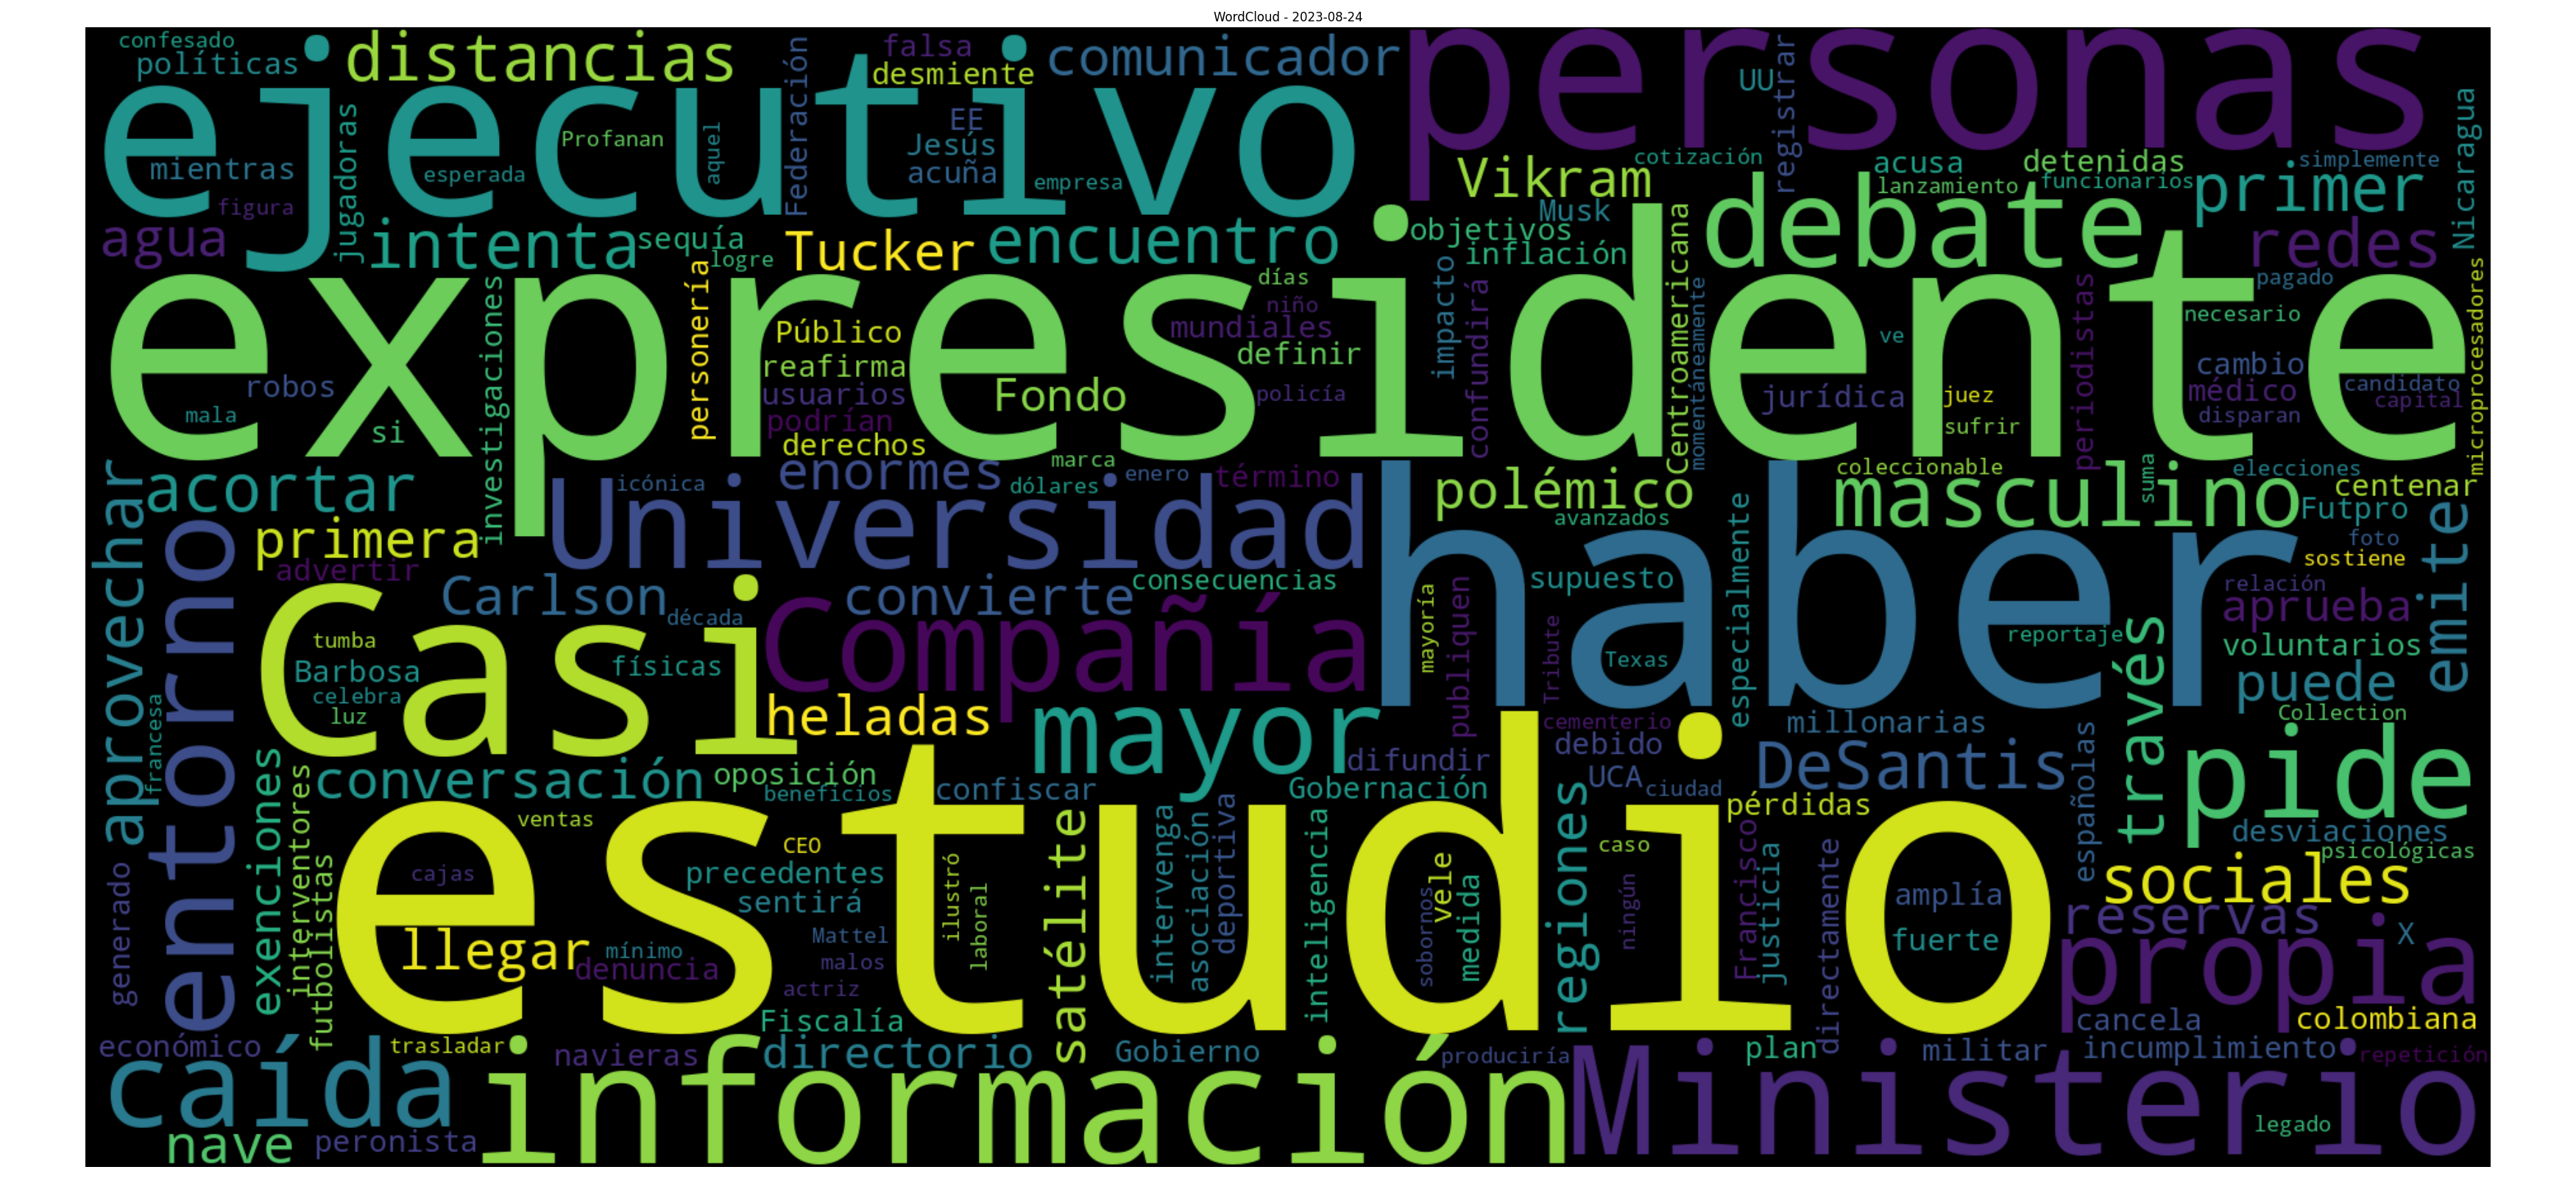 WordCloud - 2023-08-24
confesado
políticas
distancias
falsa
desmiente
comunicador
personas
UU
registrar
Federación
ejecutivo
EE
Jesús
acuña
Profanan
aquel
esperada
empresa
mientras
figura
jugadoras
Vikram
cotización
acusa
detenidas
simplemente
lanzamiento
funcionarios
primer
Nicaragua
agua
intenta
sequía
logre
Tucker
encuentro
Musk
objetivos
inflación
debate
redes
expresidente
investigaciones
personería
Público
reafirma
usuarios
podrían
derechos
días
niño
mundiales
definir
Fondo
policía
impacto
confundirá
Centroamericana
momentáneamente
ve
periodistas
pagado
necesario
microprocesadores
robos
mala
si
jurídica
juez
sufrir
cambio
médico
disparan
candidato
capital
aprovechar
acortar
entorno
primera
advertir
icónica
Universidad
enormes
marca
dólares
enero
término
polémico
avanzados
coleccionable
masculino
suma
elecciones
centenar
Futpro
foto
sostiene
emite
haber
Carlson
década
convierte
consecuencias
supuesto
especialmente
relación
aprueba
reportaje
voluntarios
Casi
tumba
Barbosa
celebra
luz
físicas
Compañía
mayoría
publiquen
Tribute
Texas
través
puede
Collection
francesa
heladas
mayor
cementerio
millonarias
debido
difundir
DeSantis
españolas
pide
exenciones
interventores
conversación
oposición
beneficios
confiscar
Gobernación
UCA
ciudad
pérdidas
desviaciones
psicológicas
estudio
ventas
CEO
cajas
precedentes
sentirá
ilustró
laboral
satélite
intervenga
asociación
deportiva
inteligencia
sobornos
vele
medida
regiones
caso
ningún
Francisco
justicia
directamente
amplía
fuerte
sociales
reservas
X
propia
generado
futbolistas
llegar
mínimo
denuncia
Mattel
malos
actriz
Fiscalía
cancela
colombiana
económico
trasladar
navieras
directorio
Gobierno
produciría
plan
militar
incumplimiento
repetición
caída
información
Ministerio
nave
peronista
legado